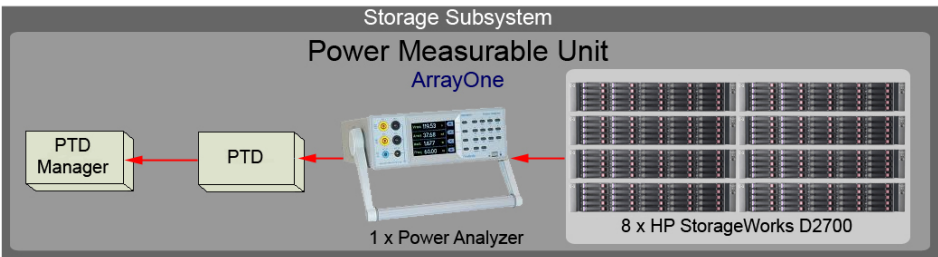 Storage Subsystem
Power Measurable Unit
ArrayOne
PTD
Manager
PTD
1 x Power Analyzer
8 x HP StorageWorks D2700